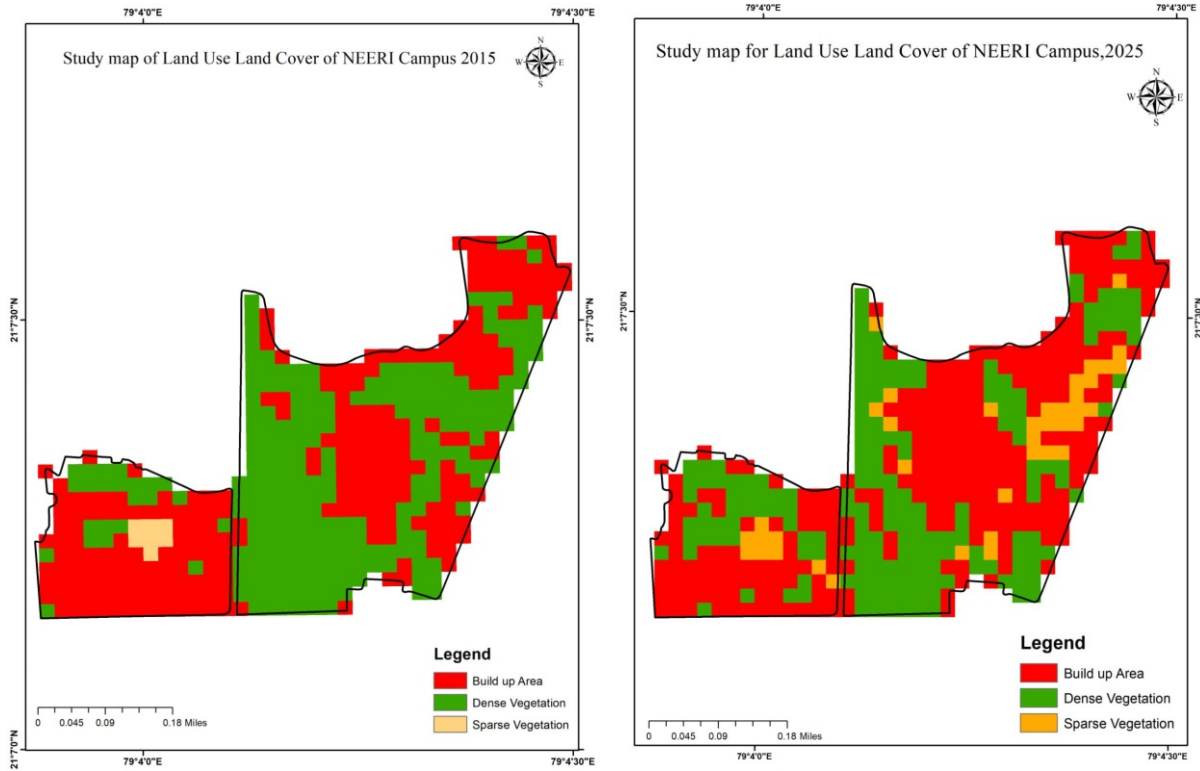 79°4'0"E
79°4'30"E
Study map of Land Use Land Cover of NEERI Campus 2015
N
W
E
S
21°7'30"N
21°7'0"N
Legend
Build up Area
Dense Vegetation
Sparse Vegetation
0 0.045 0.09 0.18 Miles
79°4'0"E
79°4'30"E
79°4'0"E
79°4'30"E
Study map for Land Use Land Cover of NEERI Campus,2025
N
W
E
S
21°7'30"N
21°7'30"N
Legend
Build up Area
Dense Vegetation
Sparse Vegetation
0 0.045 0.09 0.18 Miles
79°4'0"E
79°4'30"E